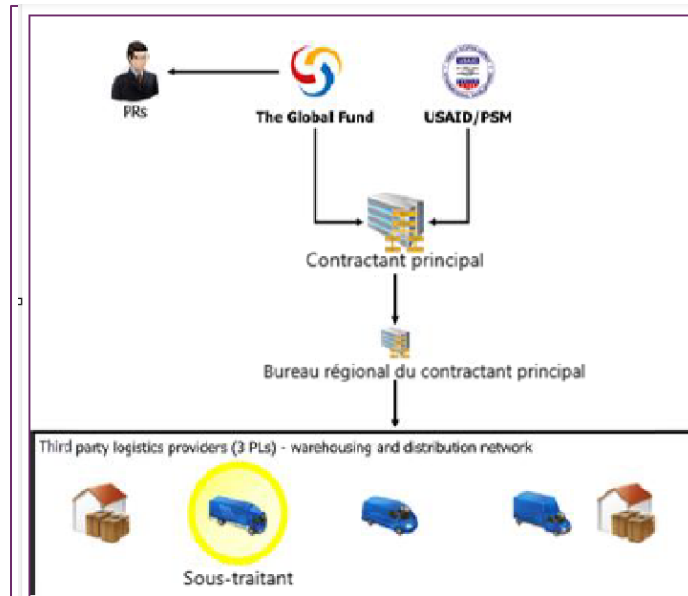 PRs
The Global Fund
USAID/PSM
Contractant principal
Bureau régional du contractant principal
Third party logistics providers (3 PLs) - warehousing and distribution network
Sous-traitant